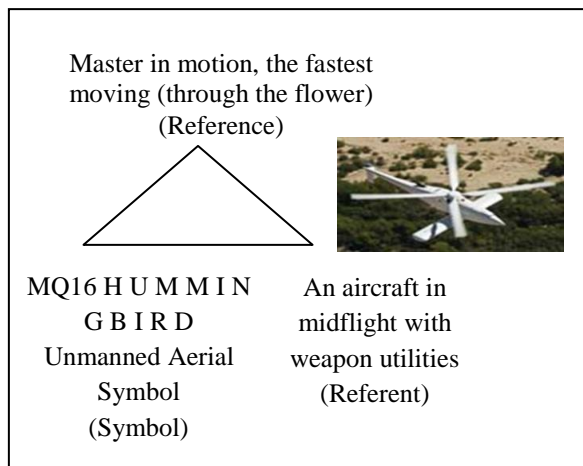 Master in motion, the fastest
moving (through the flower)
(Reference)
MQ16 H U M M I N
G B I R D
Unmanned Aerial
Symbol
(Symbol)
An aircraft in
midflight with
weapon utilities
(Referent)